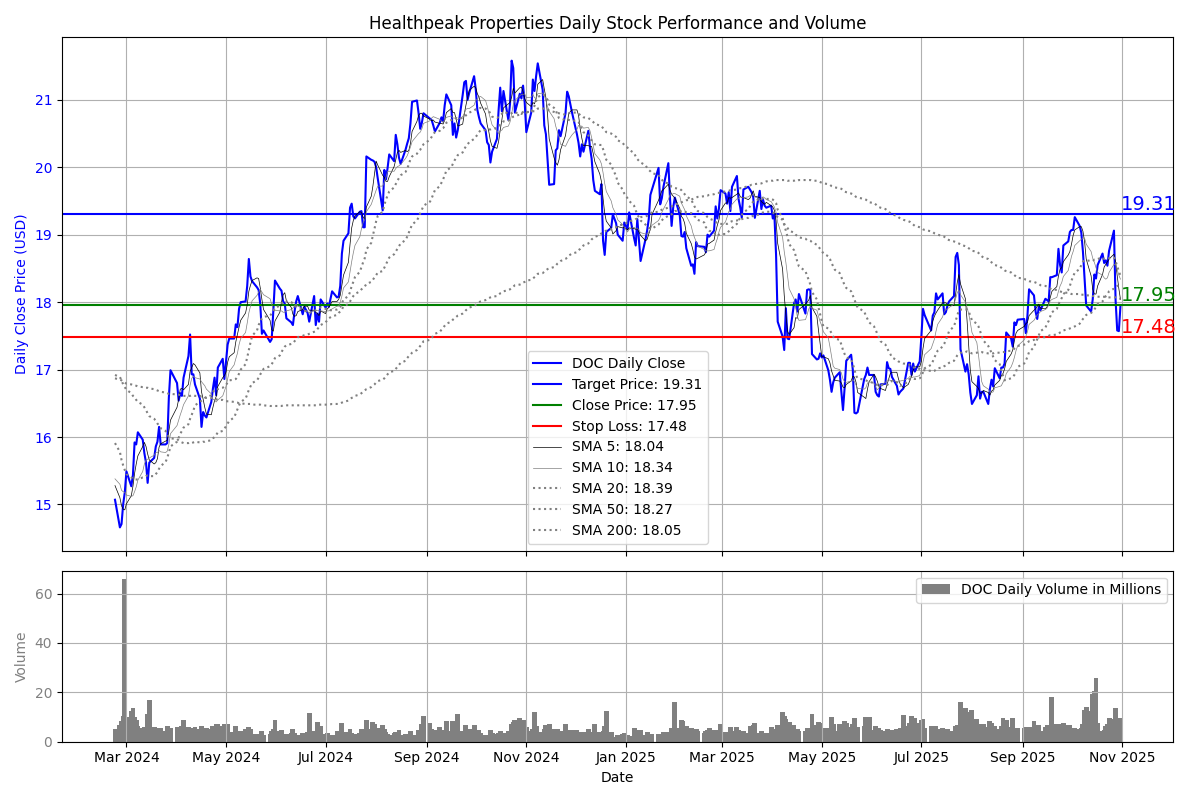 Healthpeak Properties Daily Stock Performance and Volume
Daily Close Price (USD)
21
20
19
18
17
16
15
19.31
17.95
17.48
DOC Daily Close
Target Price: 19.31
Close Price: 17.95
Stop Loss: 17.48
SMA 5: 18.04
SMA 10: 18.34
SMA 20: 18.39
SMA 50: 18.27
SMA 200: 18.05
Volume
60
40
20
0
DOC Daily Volume in Millions
Mar 2024 May 2024 Jul 2024 Sep 2024 Nov 2024 Jan 2025 Mar 2025 May 2025 Jul 2025 Sep 2025 Nov 2025
Date